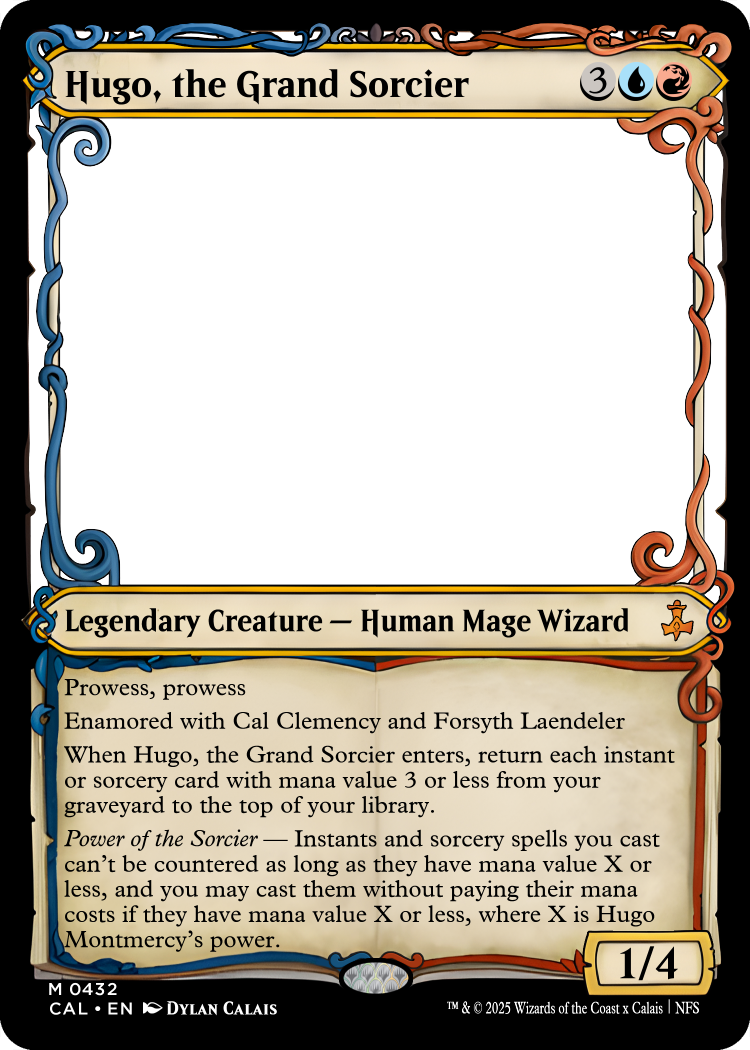 Hugo, the Grand Sorcier 3
Legendary Creature — Human Mage Wizard
Prowess, prowess
Enamored with Cal Clemency and Forsyth Laendeler
When Hugo, the Grand Sorcier enters, return each instant
or sorcery card with mana value 3 or less from your
graveyard to the top of your library.
Power of the Sorcier — Instants and sorcery spells you cast
can't be countered as long as they have mana value X or
less, and you may cast them without paying their mana
costs if they have mana value X or less, where X is Hugo
Montmercy's power.
1/4
M 0432
CAL • EN DYLAN CALAIS
™ & © 2025 Wizards of the Coast x Calais | NFS